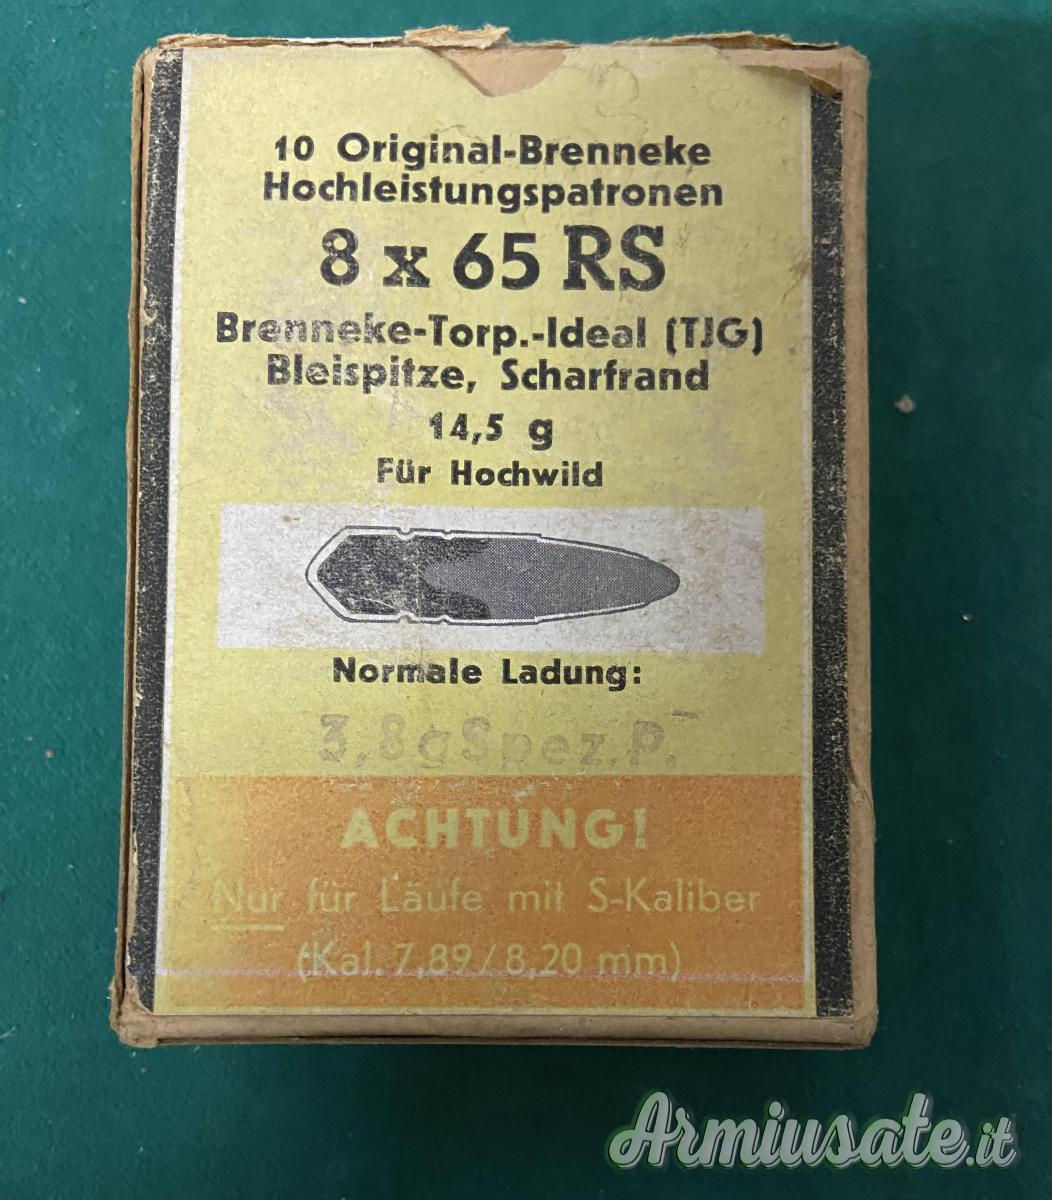 10 Original-Brenneke
Hochleistungspatronen
8 x 65 RS
Brenneke-Torp.-Ideal (TJG)
Bleispitze, Scharfrand
14,5 g
Für Hochwild
Normale Ladung:
3,8g Spez.P.
ACHTUNG!
Nur für Läufe mit S-Kaliber
(Kal. 7,89/8,20 mm)
Armiusate.it